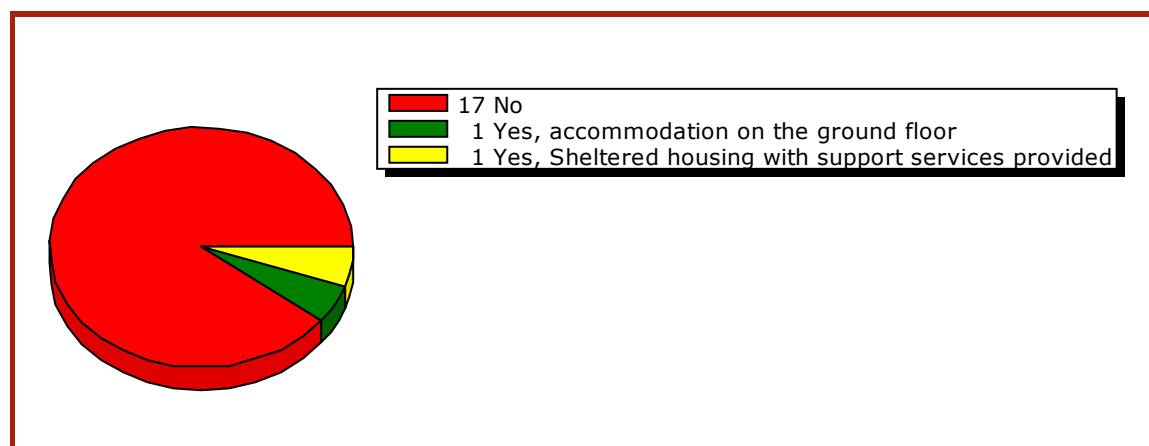 17 No
1 Yes, accommodation on the ground floor
1 Yes, Sheltered housing with support services provided